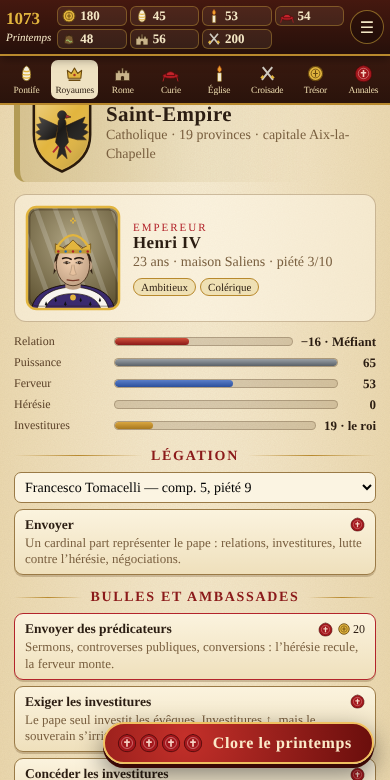 1073
Printemps
180
45
53
54
48
56
200
Pontife
Royaumes
Rome
Curie
Église
Croisade
Trésor
Annales
Saint-Empire
Catholique · 19 provinces · capitale Aix-la-
Chapelle
EMPEREUR
Henri IV
23 ans · maison Saliens · piété 3/10
Ambitieux
Colérique
Relation
−16 · Méfiant
Puissance
65
Ferveur
53
Hérésie
0
Investitures
19 · le roi
LÉGATION
Francesco Tomacelli — comp. 5, piété 9
Envoyer
Un cardinal part représenter le pape : relations, investitures, lutte
contre l’hérésie, négociations.
BULLES ET AMBASSADES
Envoyer des prédicateurs
20
Sermons, controverses publiques, conversions : l’hérésie recule,
la ferveur monte.
Exiger les investitures
Le pape seul investit les évêques. Investitures ↑, mais le
souverain s’irri
Clore le printemps
Concéder les investitures